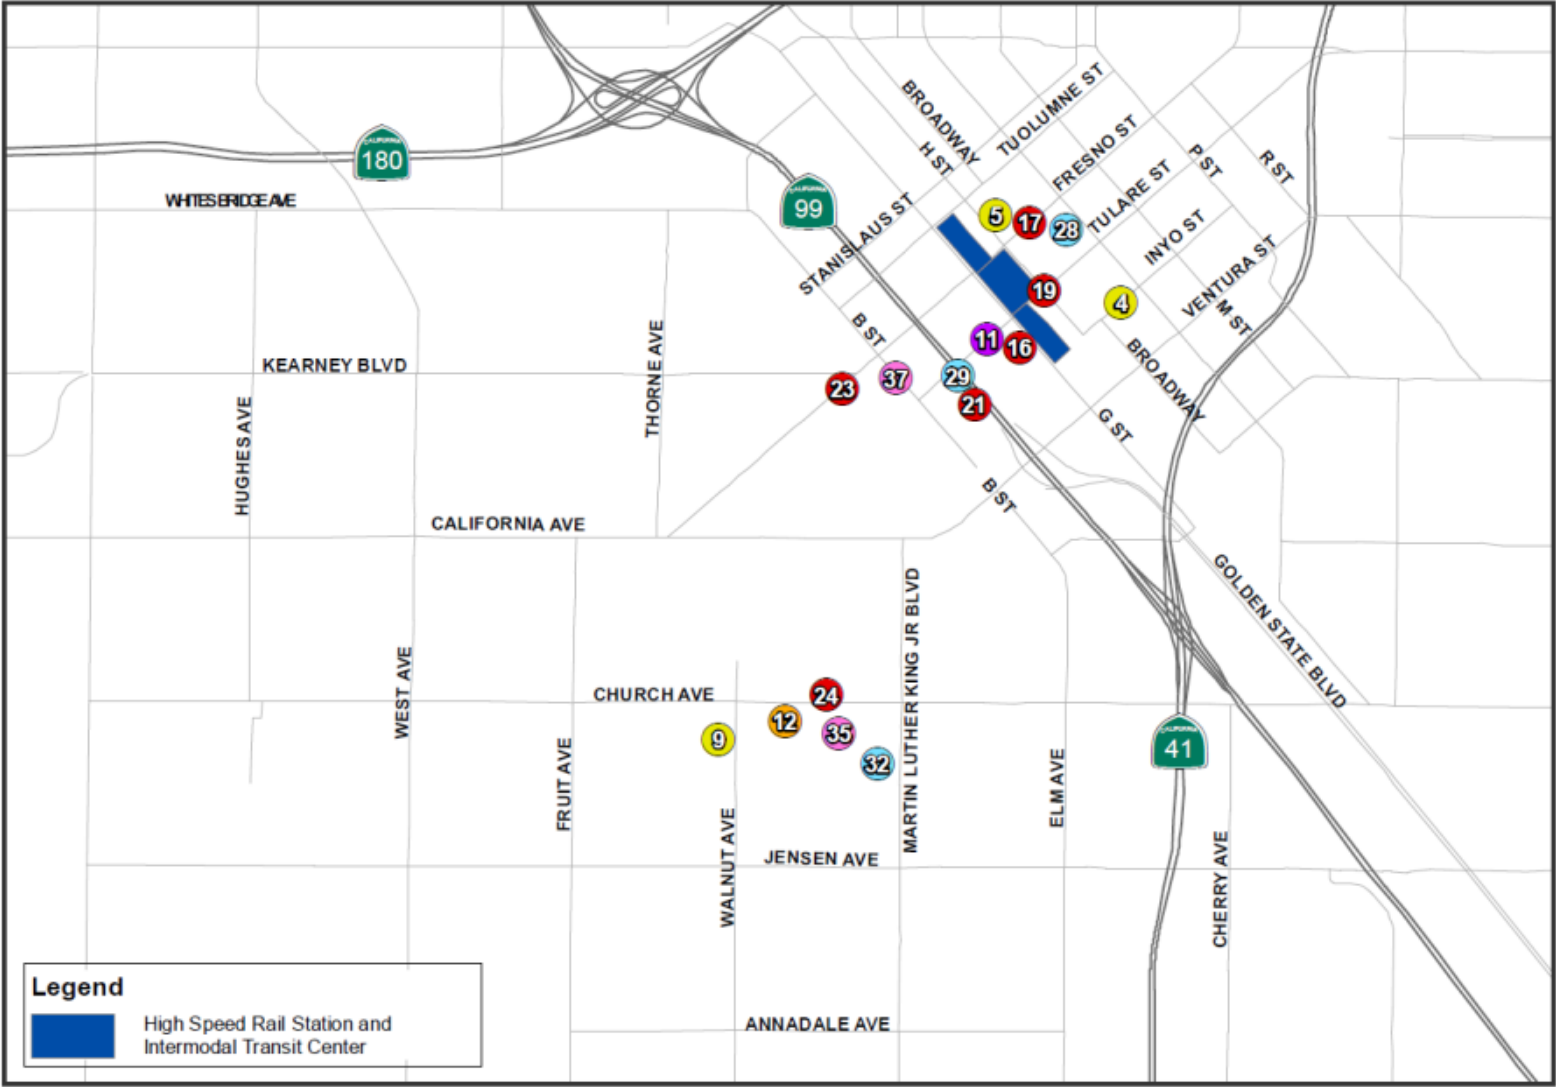 BROADWAY
TUOLUMNE ST
H ST
FRESNO ST
P ST
R ST
CALIFORNIA
180
CALIFORNIA
99
WHITESBRIDGE AVE
STANISLAUS ST
TULARE ST
INYO ST
VENTURA ST
M ST
5
17
28
19
4
11
16
B ST
BROADWAY
KEARNEY BLVD
THORNE AVE
23
37
29
21
G ST
HUGHES AVE
B ST
CALIFORNIA AVE
GOLDEN STATE BLVD
MARTIN LUTHER KING JR BLVD
WEST AVE
CHURCH AVE
24
12
9
35
32
CALIFORNIA
41
FRUIT AVE
ELM AVE
WALNUT AVE
JENSEN AVE
CHERRY AVE
ANNADALE AVE
Legend
High Speed Rail Station and
Intermodal Transit Center